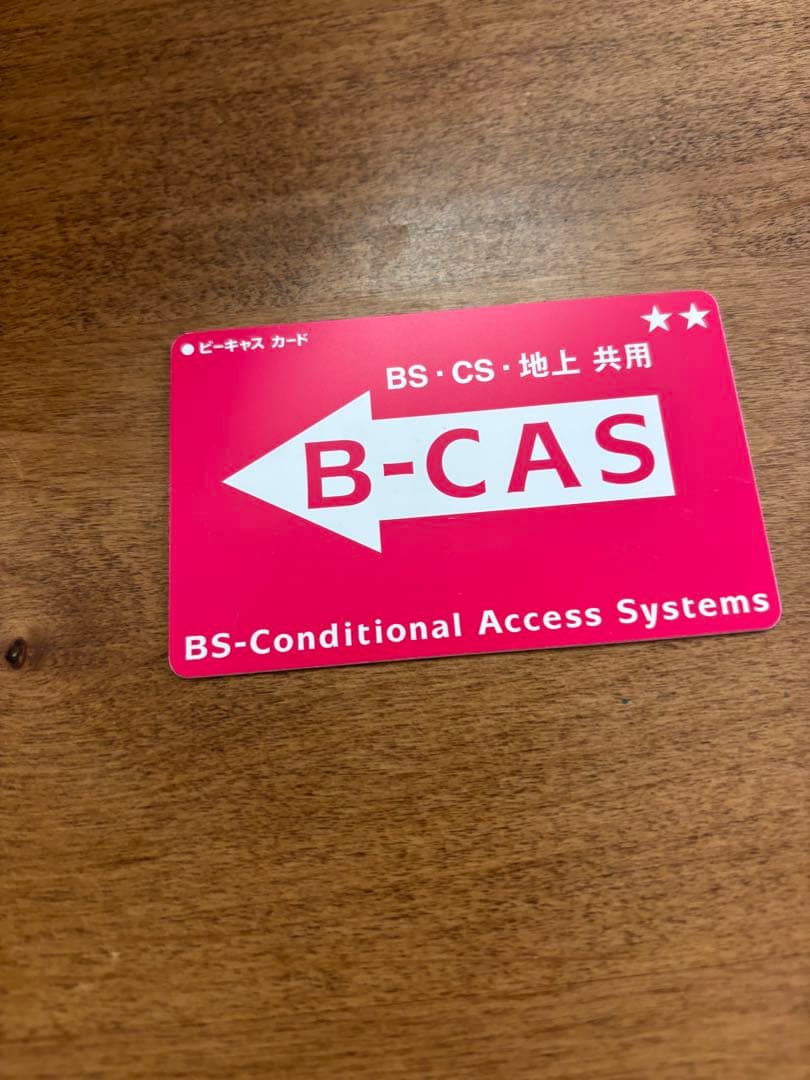 ビーキャス カード
★★
BS・CS・地上 共用
B-CAS
BS-Conditional Access Systems